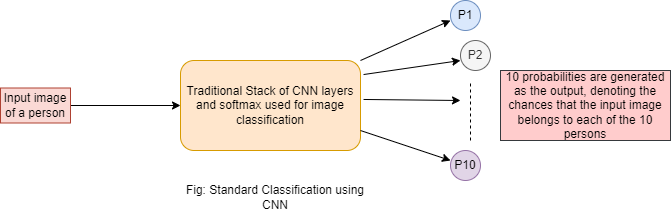 P1
P2
Input image
of a person
Traditional Stack of CNN layers
and softmax used for image
classification
10 probabilities are generated
as the output, denoting the
chances that the input image
belongs to each of the 10
persons
P10
Fig: Standard Classification using
CNN